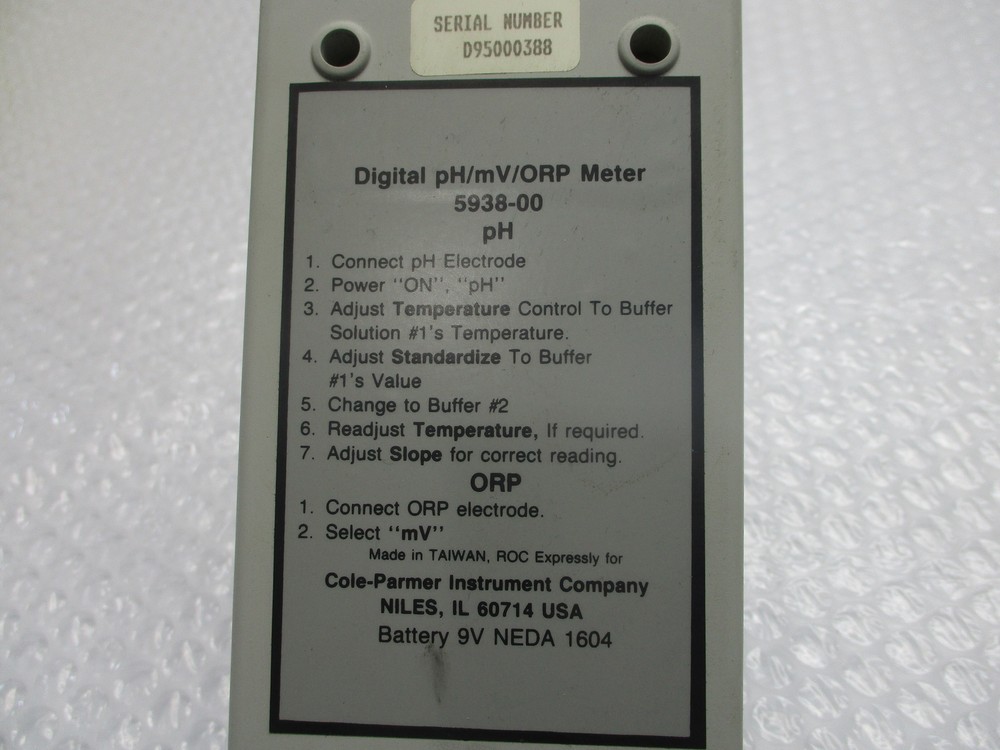 SERIAL NUMBER
D95000388
Digital pH/mV/ORP Meter
5938-00
pH
1. Connect pH Electrode
2. Power "ON", "pH"
3. Adjust Temperature Control To Buffer
Solution #1's Temperature.
4. Adjust Standardize To Buffer
#1's Value
5. Change to Buffer #2
6. Readjust Temperature, If required.
7. Adjust Slope for correct reading.
ORP
1. Connect ORP electrode.
2. Select "mV"
Made in TAIWAN, ROC Expressly for
Cole-Parmer Instrument Company
NILES, IL 60714 USA
Battery 9V NEDA 1604